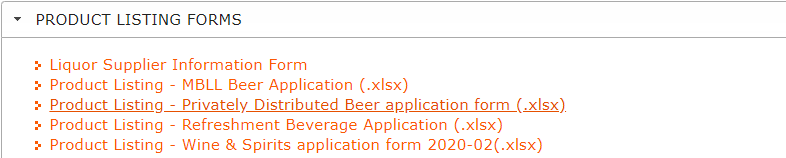 PRODUCT LISTING FORMS
Liquor Supplier Information Form
Product Listing - MBLL Beer Application (.xlsx)
Product Listing - Privately Distributed Beer application form (.xlsx)
Product Listing - Refreshment Beverage Application (.xlsx)
Product Listing - Wine & Spirits application form 2020-02(.xlsx)